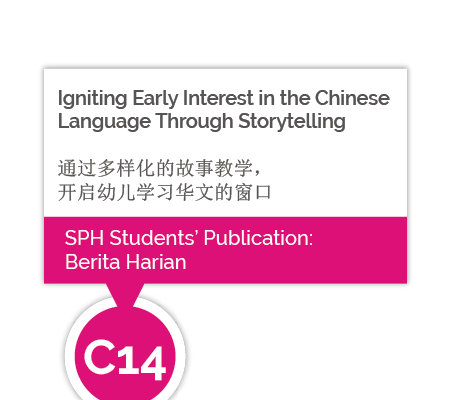 Igniting Early Interest in the Chinese
Language Through Storytelling
通过多样化的故事教学，
开启幼儿学习华文的窗口
SPH Students’ Publication:
Berita Harian
C14